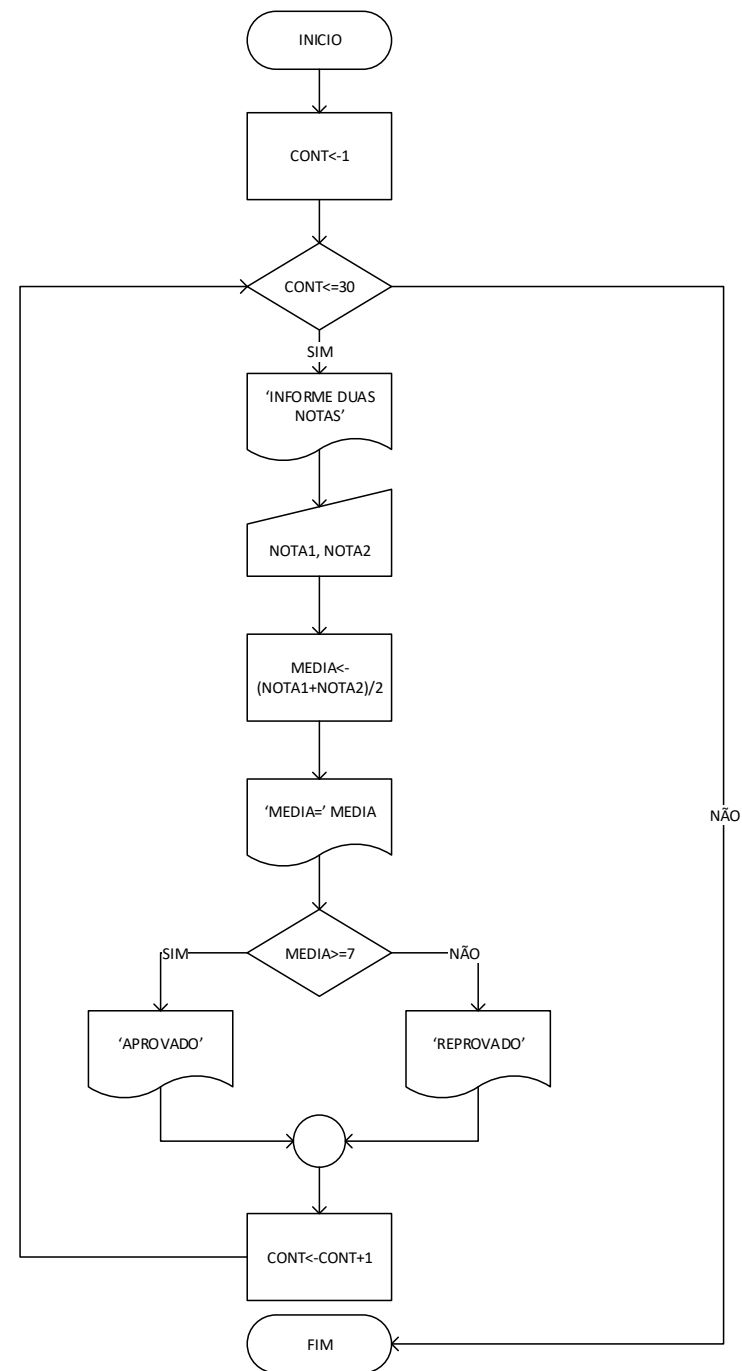 INICIO
CONT<-1
CONT<=30
SIM
‘INFORME DUAS
NOTAS’
NOTA1, NOTA2
MEDIA<-
(NOTA1+NOTA2)/2
‘MEDIA=’ MEDIA
NÃO
MEDIA>=7
SIM
NÃO
‘APROVADO’
‘REPROVADO’
CONT<-CONT+1
FIM